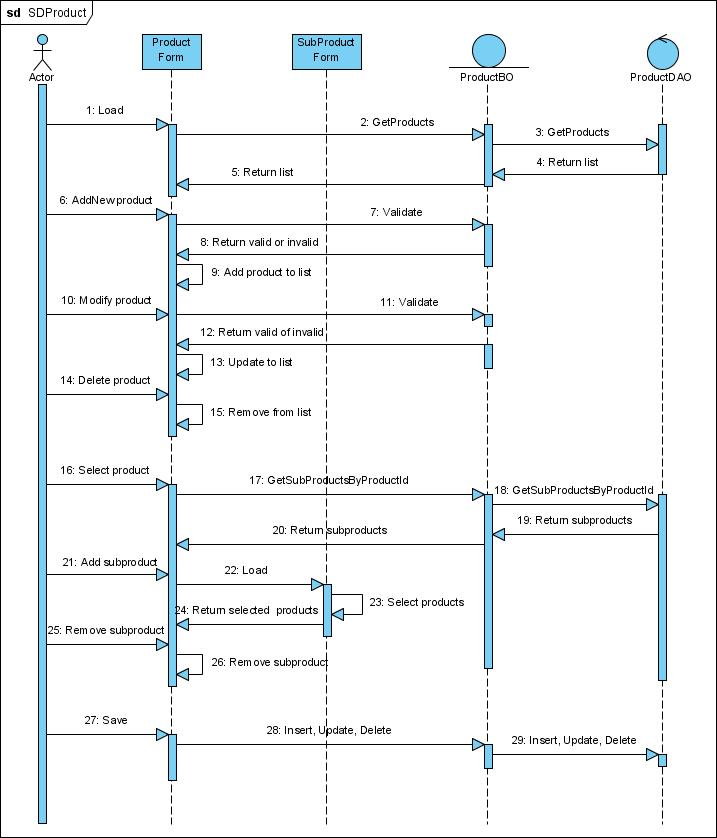 sd SDProduct
Product
Form
SubProduct
Form
Actor
ProductBO
ProductDAO
1: Load
2: GetProducts
3: GetProducts
4: Return list
5: Return list
6: AddNewproduct
7: Validate
8: Return valid or invalid
9: Add product to list
10: Modify product
11: Validate
12: Return valid of invalid
13: Update to list
14: Delete product
15: Remove from list
16: Select product
17: GetSubProductsByProductId
18: GetSubProductsByProductId
19: Return subproducts
20: Return subproducts
21: Add subproduct
22: Load
23: Select products
24: Return selected products
25: Remove subproduct
26: Remove subproduct
27: Save
28: Insert, Update, Delete
29: Insert, Update, Delete